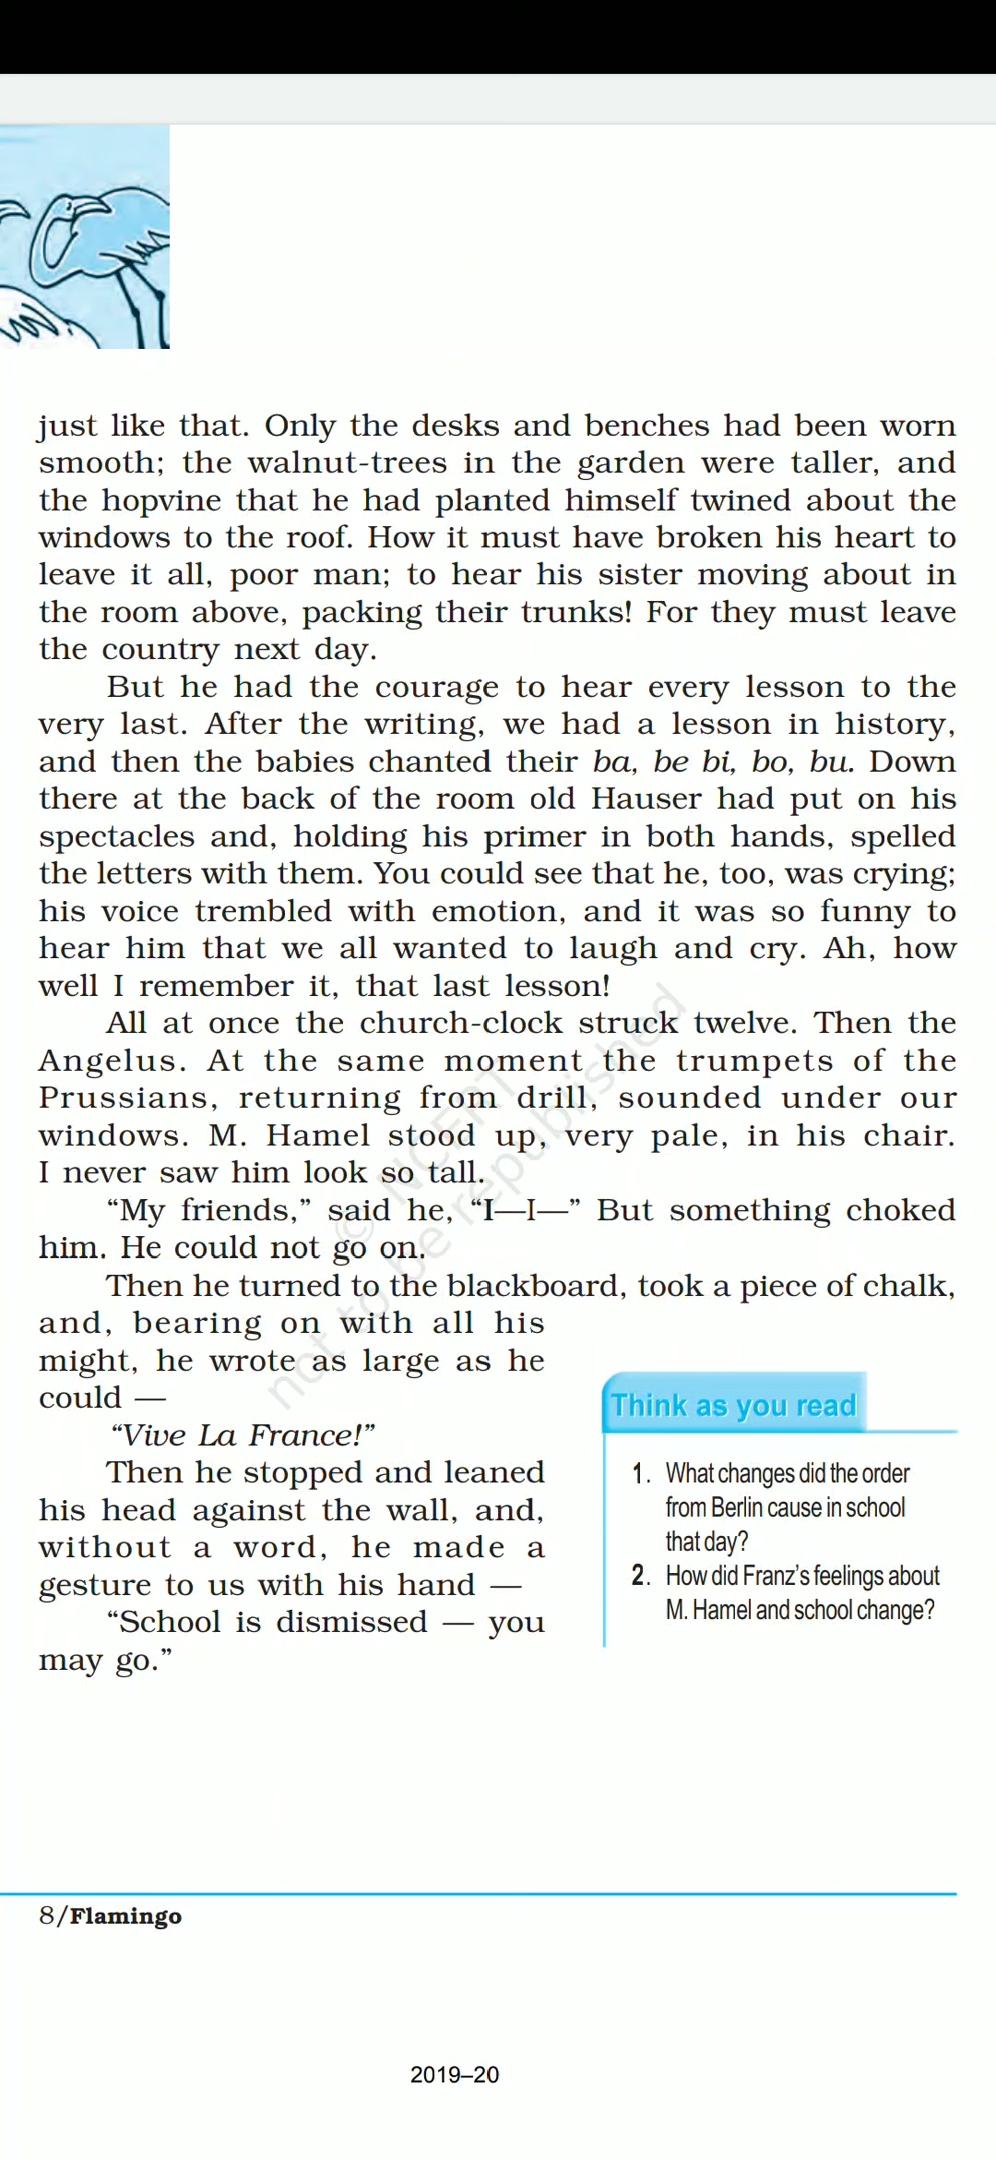 just like that. Only the desks and benches had been worn
smooth; the walnut-trees in the garden were taller, and
the hopvine that he had planted himself twined about the
windows to the roof. How it must have broken his heart to
leave it all, poor man; to hear his sister moving about in
the room above, packing their trunks! For they must leave
the country next day.
But he had the courage to hear every lesson to the
very last. After the writing, we had a lesson in history,
and then the babies chanted their ba, be bi, bo, bu. Down
there at the back of the room old Hauser had put on his
spectacles and, holding his primer in both hands, spelled
the letters with them. You could see that he, too, was crying;
his voice trembled with emotion, and it was so funny to
hear him that we all wanted to laugh and cry. Ah, how
well I remember it, that last lesson!
All at once the church-clock struck twelve. Then the
Angelus. At the same moment the trumpets of the
Prussians, returning from drill, sounded under our
windows. M. Hamel stood up, very pale, in his chair.
I never saw him look so tall.
“My friends,” said he, “I—I—” But something choked
him. He could not go on.
Then he turned to the blackboard, took a piece of chalk,
and, bearing on with all his
might, he wrote as large as he
could —
“Vive La France!”
Then he stopped and leaned
his head against the wall, and,
without a word, he made a
gesture to us with his hand —
“School is dismissed — you
may go.”
Think as you read
1. What changes did the order
from Berlin cause in school
that day?
2. How did Franz’s feelings about
M. Hamel and school change?
© NCERT
not to be republished
8/Flamingo
2019–20